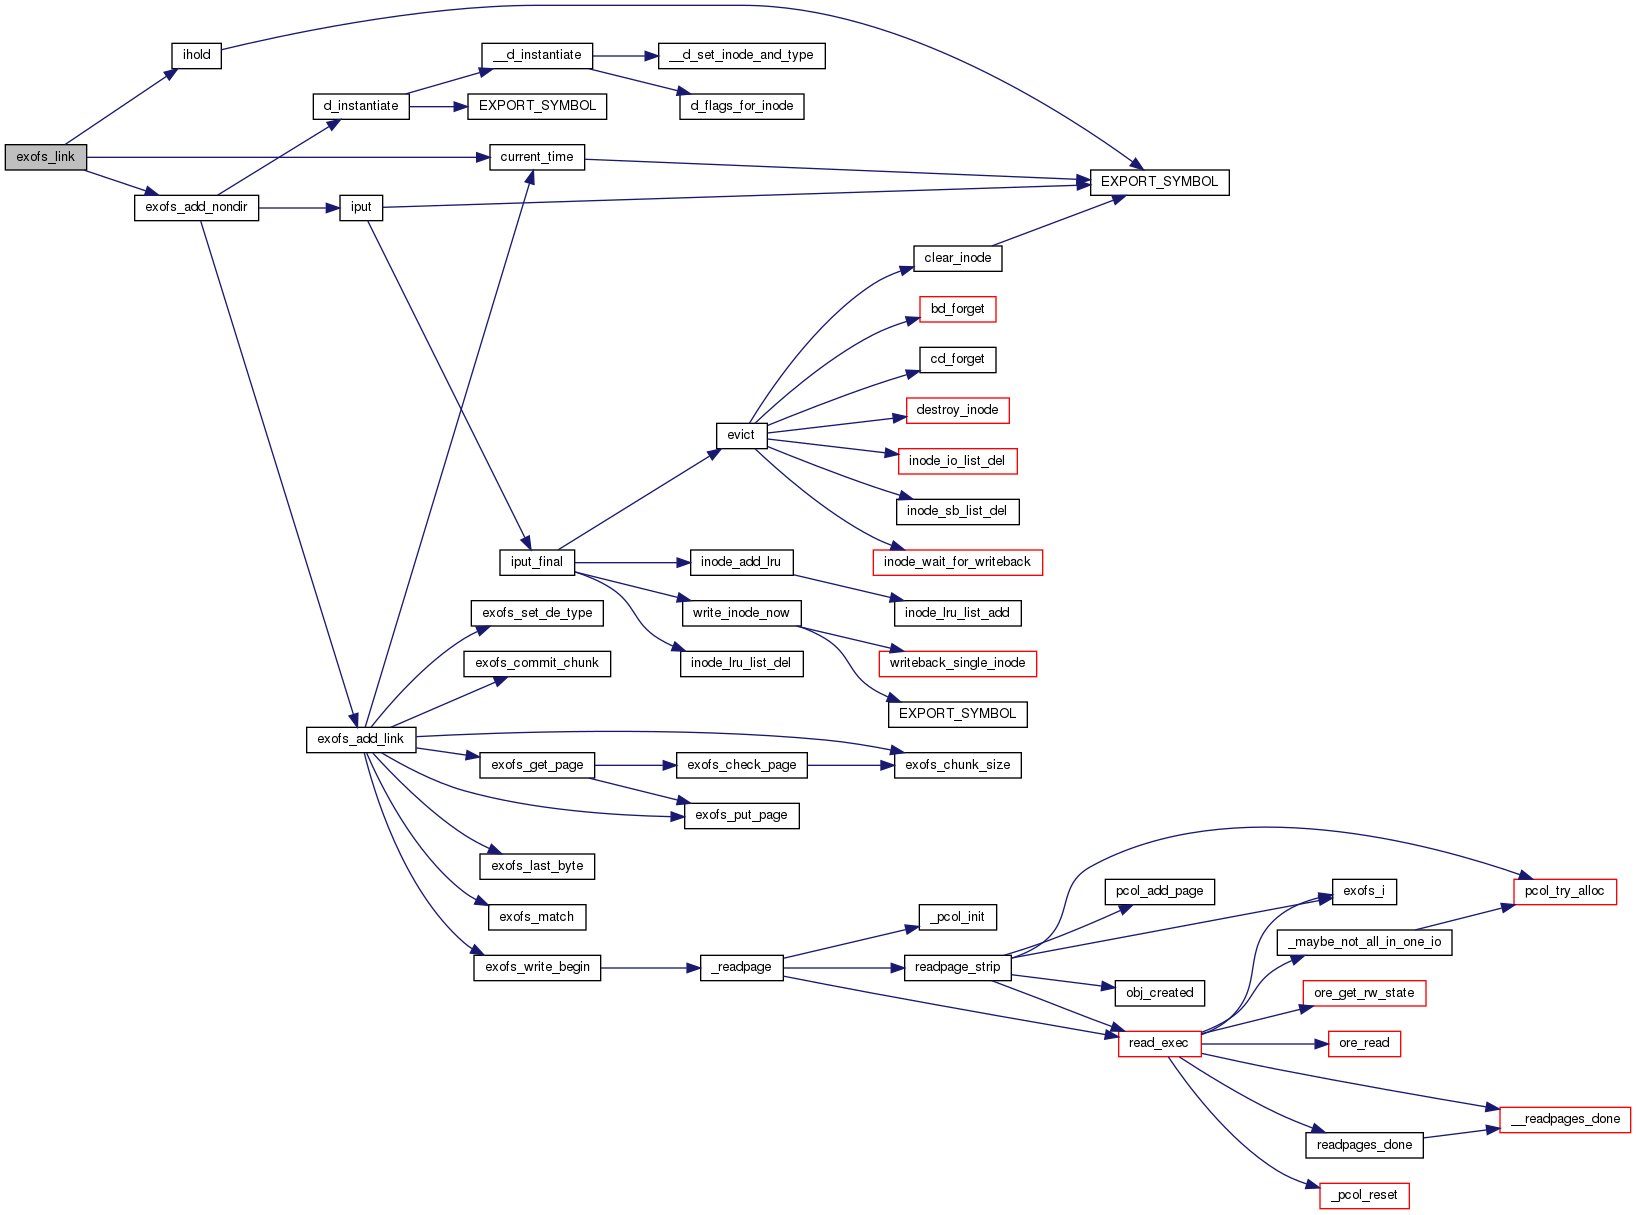 ihold
__d_instantiate
__d_set_inode_and_type
d_instantiate
EXPORT_SYMBOL
d_flags_for_inode
exofs_link
current_time
EXPORT_SYMBOL
exofs_add_nondir
iput
clear_inode
bd_forget
cd_forget
destroy_inode
evict
inode_io_list_del
inode_sb_list_del
iput_final
inode_add_lru
inode_wait_for_writeback
exofs_set_de_type
write_inode_now
inode_lru_list_add
exofs_commit_chunk
inode_lru_list_del
writeback_single_inode
EXPORT_SYMBOL
exofs_add_link
exofs_get_page
exofs_check_page
exofs_chunk_size
exofs_put_page
exofs_last_byte
pcol_add_page
exofs_i
pcol_try_alloc
exofs_match
_pcol_init
_maybe_not_all_in_one_io
exofs_write_begin
_readpage
readpage_strip
obj_created
ore_get_rw_state
read_exec
ore_read
__readpages_done
readpages_done
_pcol_reset